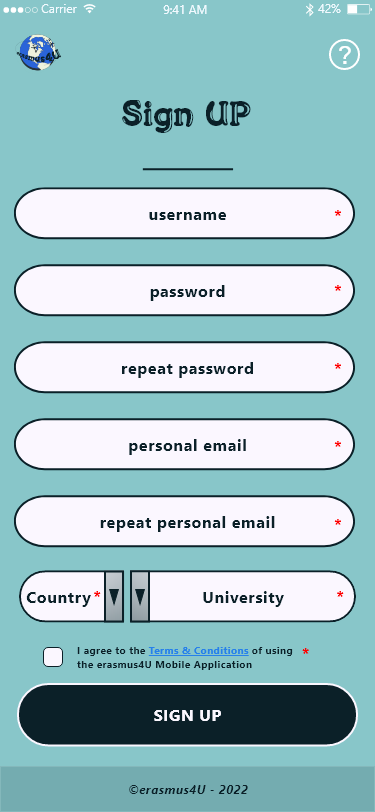 Carrier 9:41 AM 42%
erasmus4U
?
Sign UP
username *
password *
repeat password *
personal email *
repeat personal email *
Country* University *
I agree to the Terms & Conditions of using *
the erasmus4U Mobile Application
SIGN UP
©erasmus4U - 2022